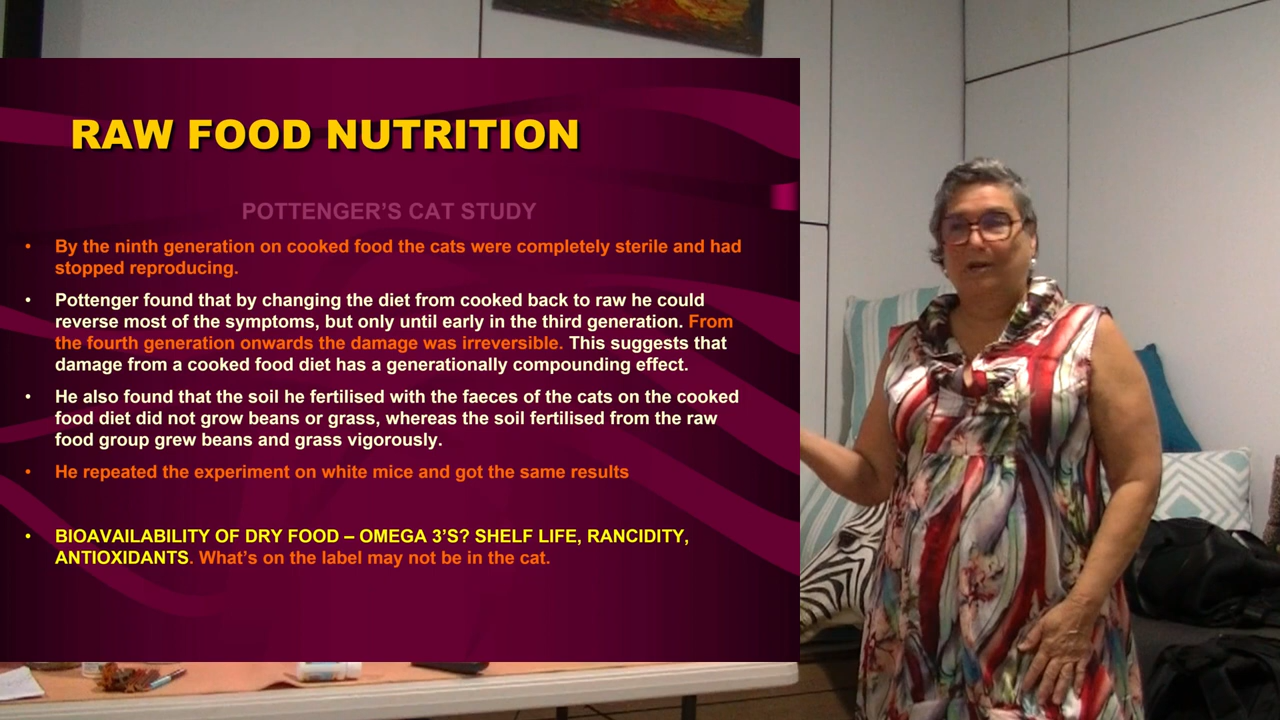 RAW FOOD NUTRITION
POTTENGER'S CAT STUDY
• By the ninth generation on cooked food the cats were completely sterile and had
stopped reproducing.
• Pottenger found that by changing the diet from cooked back to raw he could
reverse most of the symptoms, but only until early in the third generation. From
the fourth generation onwards the damage was irreversible. This suggests that
damage from a cooked food diet has a generationally compounding effect.
• He also found that the soil he fertilised with the faeces of the cats on the cooked
food diet did not grow beans or grass, whereas the soil fertilised from the raw
food group grew beans and grass vigorously.
• He repeated the experiment on white mice and got the same results
• BIOAVAILABILITY OF DRY FOOD – OMEGA 3'S? SHELF LIFE, RANCIDITY,
ANTIOXIDANTS. What's on the label may not be in the cat.